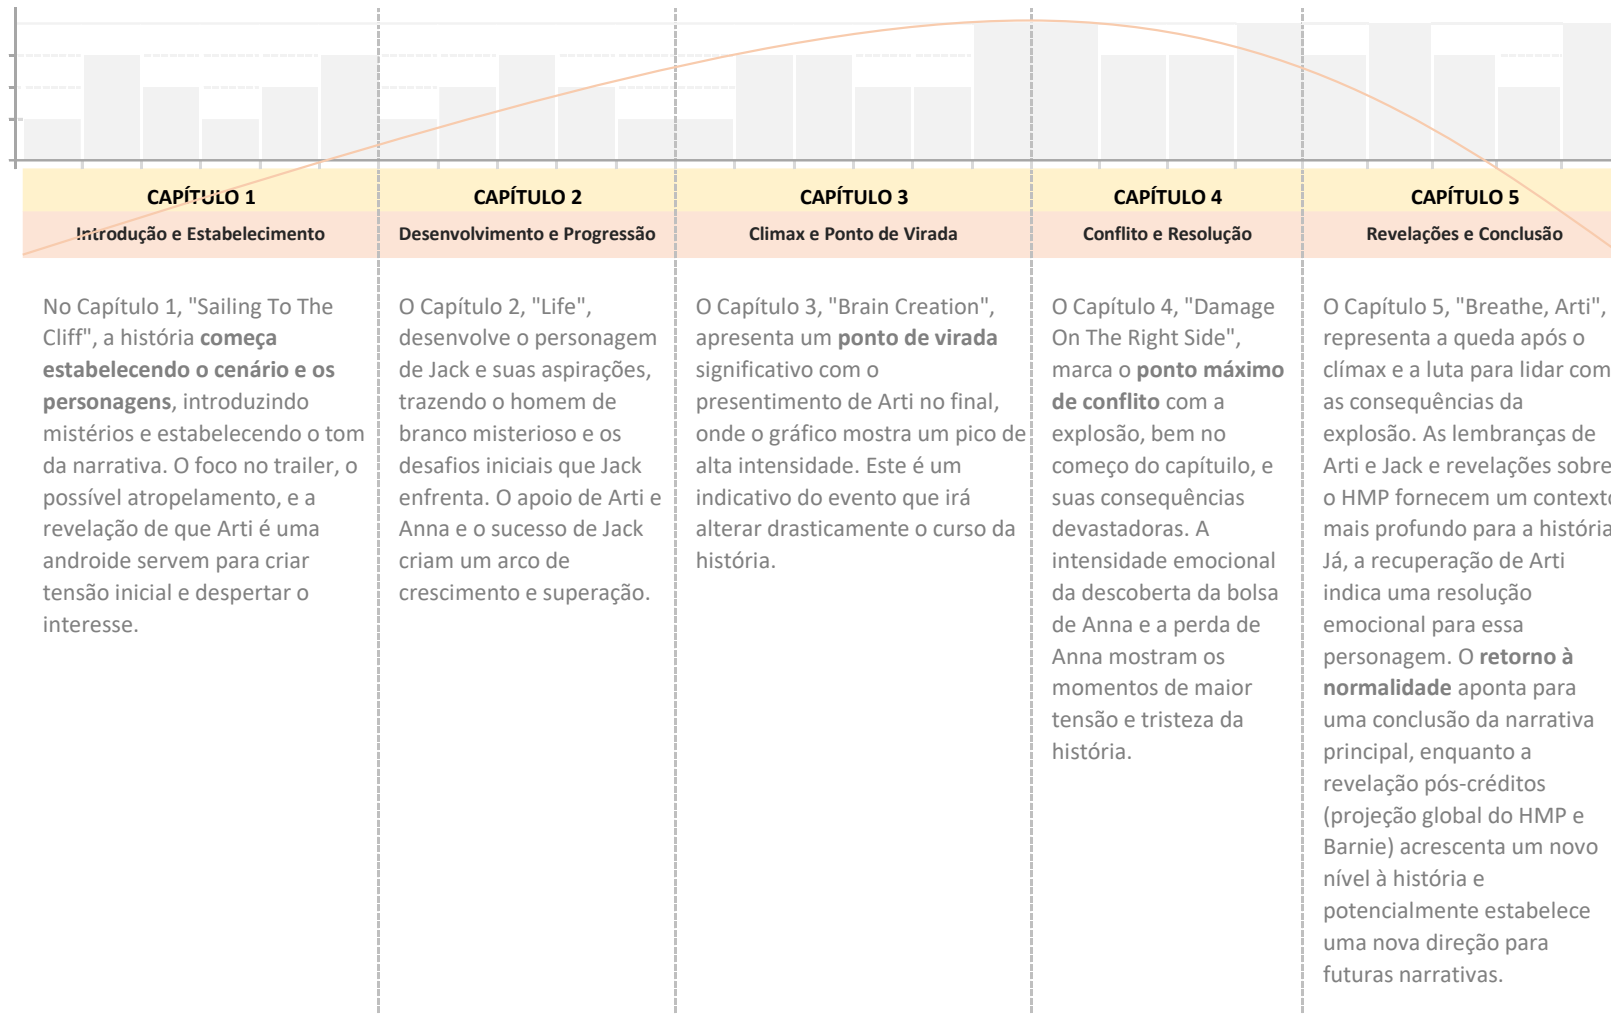 CAPÍTULO 1
Introdução e Estabelecimento
No Capítulo 1, "Sailing To The
Cliff", a história começa
estabelecendo o cenário e os
personagens, introduzindo
mistérios e estabelecendo o tom
da narrativa. O foco no trailer, o
possível atropelamento, e a
revelação de que Arti é uma
androide servem para criar
tensão inicial e despertar o
interesse.
CAPÍTULO 2
Desenvolvimento e Progressão
O Capítulo 2, "Life",
desenvolve o personagem
de Jack e suas aspirações,
trazendo o homem de
branco misterioso e os
desafios iniciais que Jack
enfrenta. O apoio de Arti e
Anna e o sucesso de Jack
criam um arco de
crescimento e superação.
CAPÍTULO 3
Climax e Ponto de Virada
O Capítulo 3, "Brain Creation",
apresenta um ponto de virada
significativo com o
presentimento de Arti no final,
onde o gráfico mostra um pico de
alta intensidade. Este é um
indicativo do evento que irá
alterar drasticamente o curso da
história.
CAPÍTULO 4
Conflito e Resolução
O Capítulo 4, "Damage
On The Right Side",
marca o ponto máximo
de conflito com a
explosão, bem no
começo do capítuilo, e
suas consequências
devastadoras. A
intensidade emocional
da descoberta da bolsa
de Anna e a perda de
Anna mostram os
momentos de maior
tensão e tristeza da
história.
CAPÍTULO 5
Revelações e Conclusão
O Capítulo 5, "Breathe, Arti",
representa a queda após o
clímax e a luta para lidar com
as consequências da
explosão. As lembranças de
Arti e Jack e revelações sobre
o HMP fornecem um contexto
mais profundo para a história
Já, a recuperação de Arti
indica uma resolução
emocional para essa
personagem. O retorno à
normalidade aponta para
uma conclusão da narrativa
principal, enquanto a
revelação pós-créditos
(projeção global do HMP e
Barnie) acrescenta um novo
nível à história e
potencialmente estabelece
uma nova direção para
futuras narrativas.